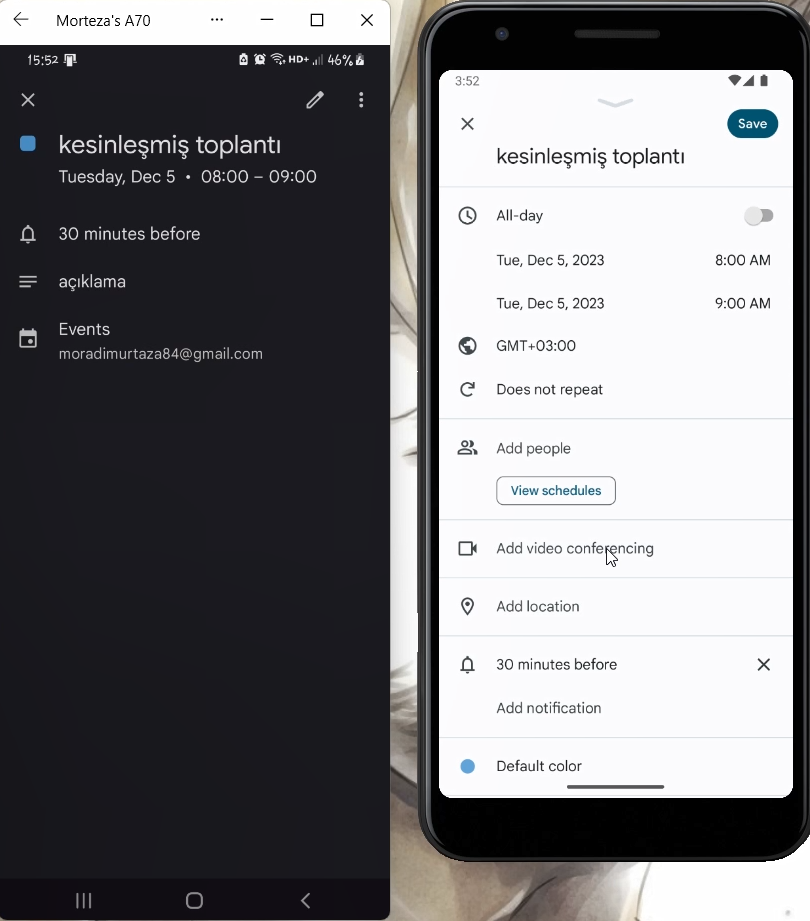 Morteza's A70
15:52
HD+
46%
kesinleşmiş toplantı
Tuesday, Dec 5 • 08:00 – 09:00
30 minutes before
açıklama
Events
moradimurtaza84@gmail.com
3:52
Save
kesinleşmiş toplantı
All-day
Tue, Dec 5, 2023 8:00 AM
Tue, Dec 5, 2023 9:00 AM
GMT+03:00
Does not repeat
Add people
View schedules
Add video conferencing
Add location
30 minutes before
Add notification
Default color